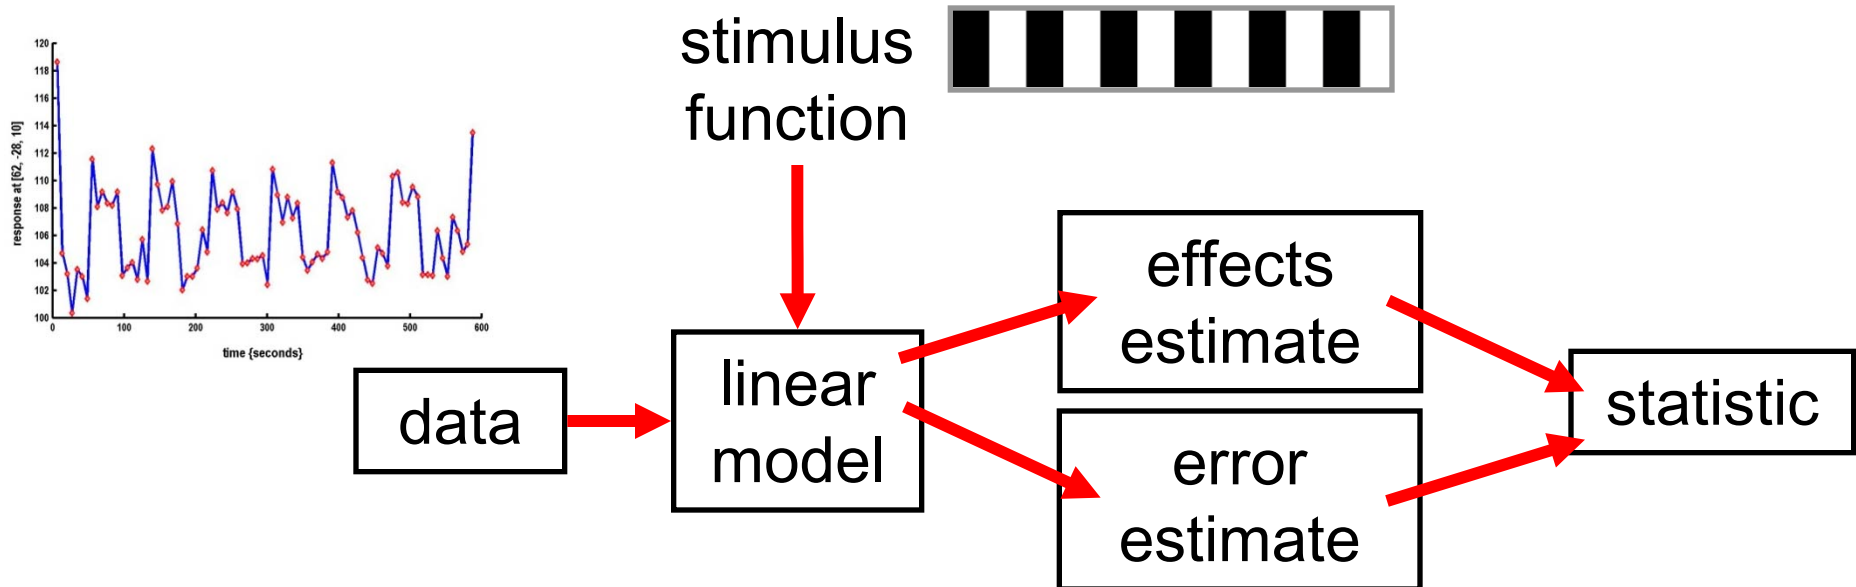 stimulus
function
120
118
116
114
112
110
108
106
104
102
100
response at [62, -28, 10]
0 100 200 300 400 500 600
time {seconds}
data
linear
model
effects
estimate
error
estimate
statistic